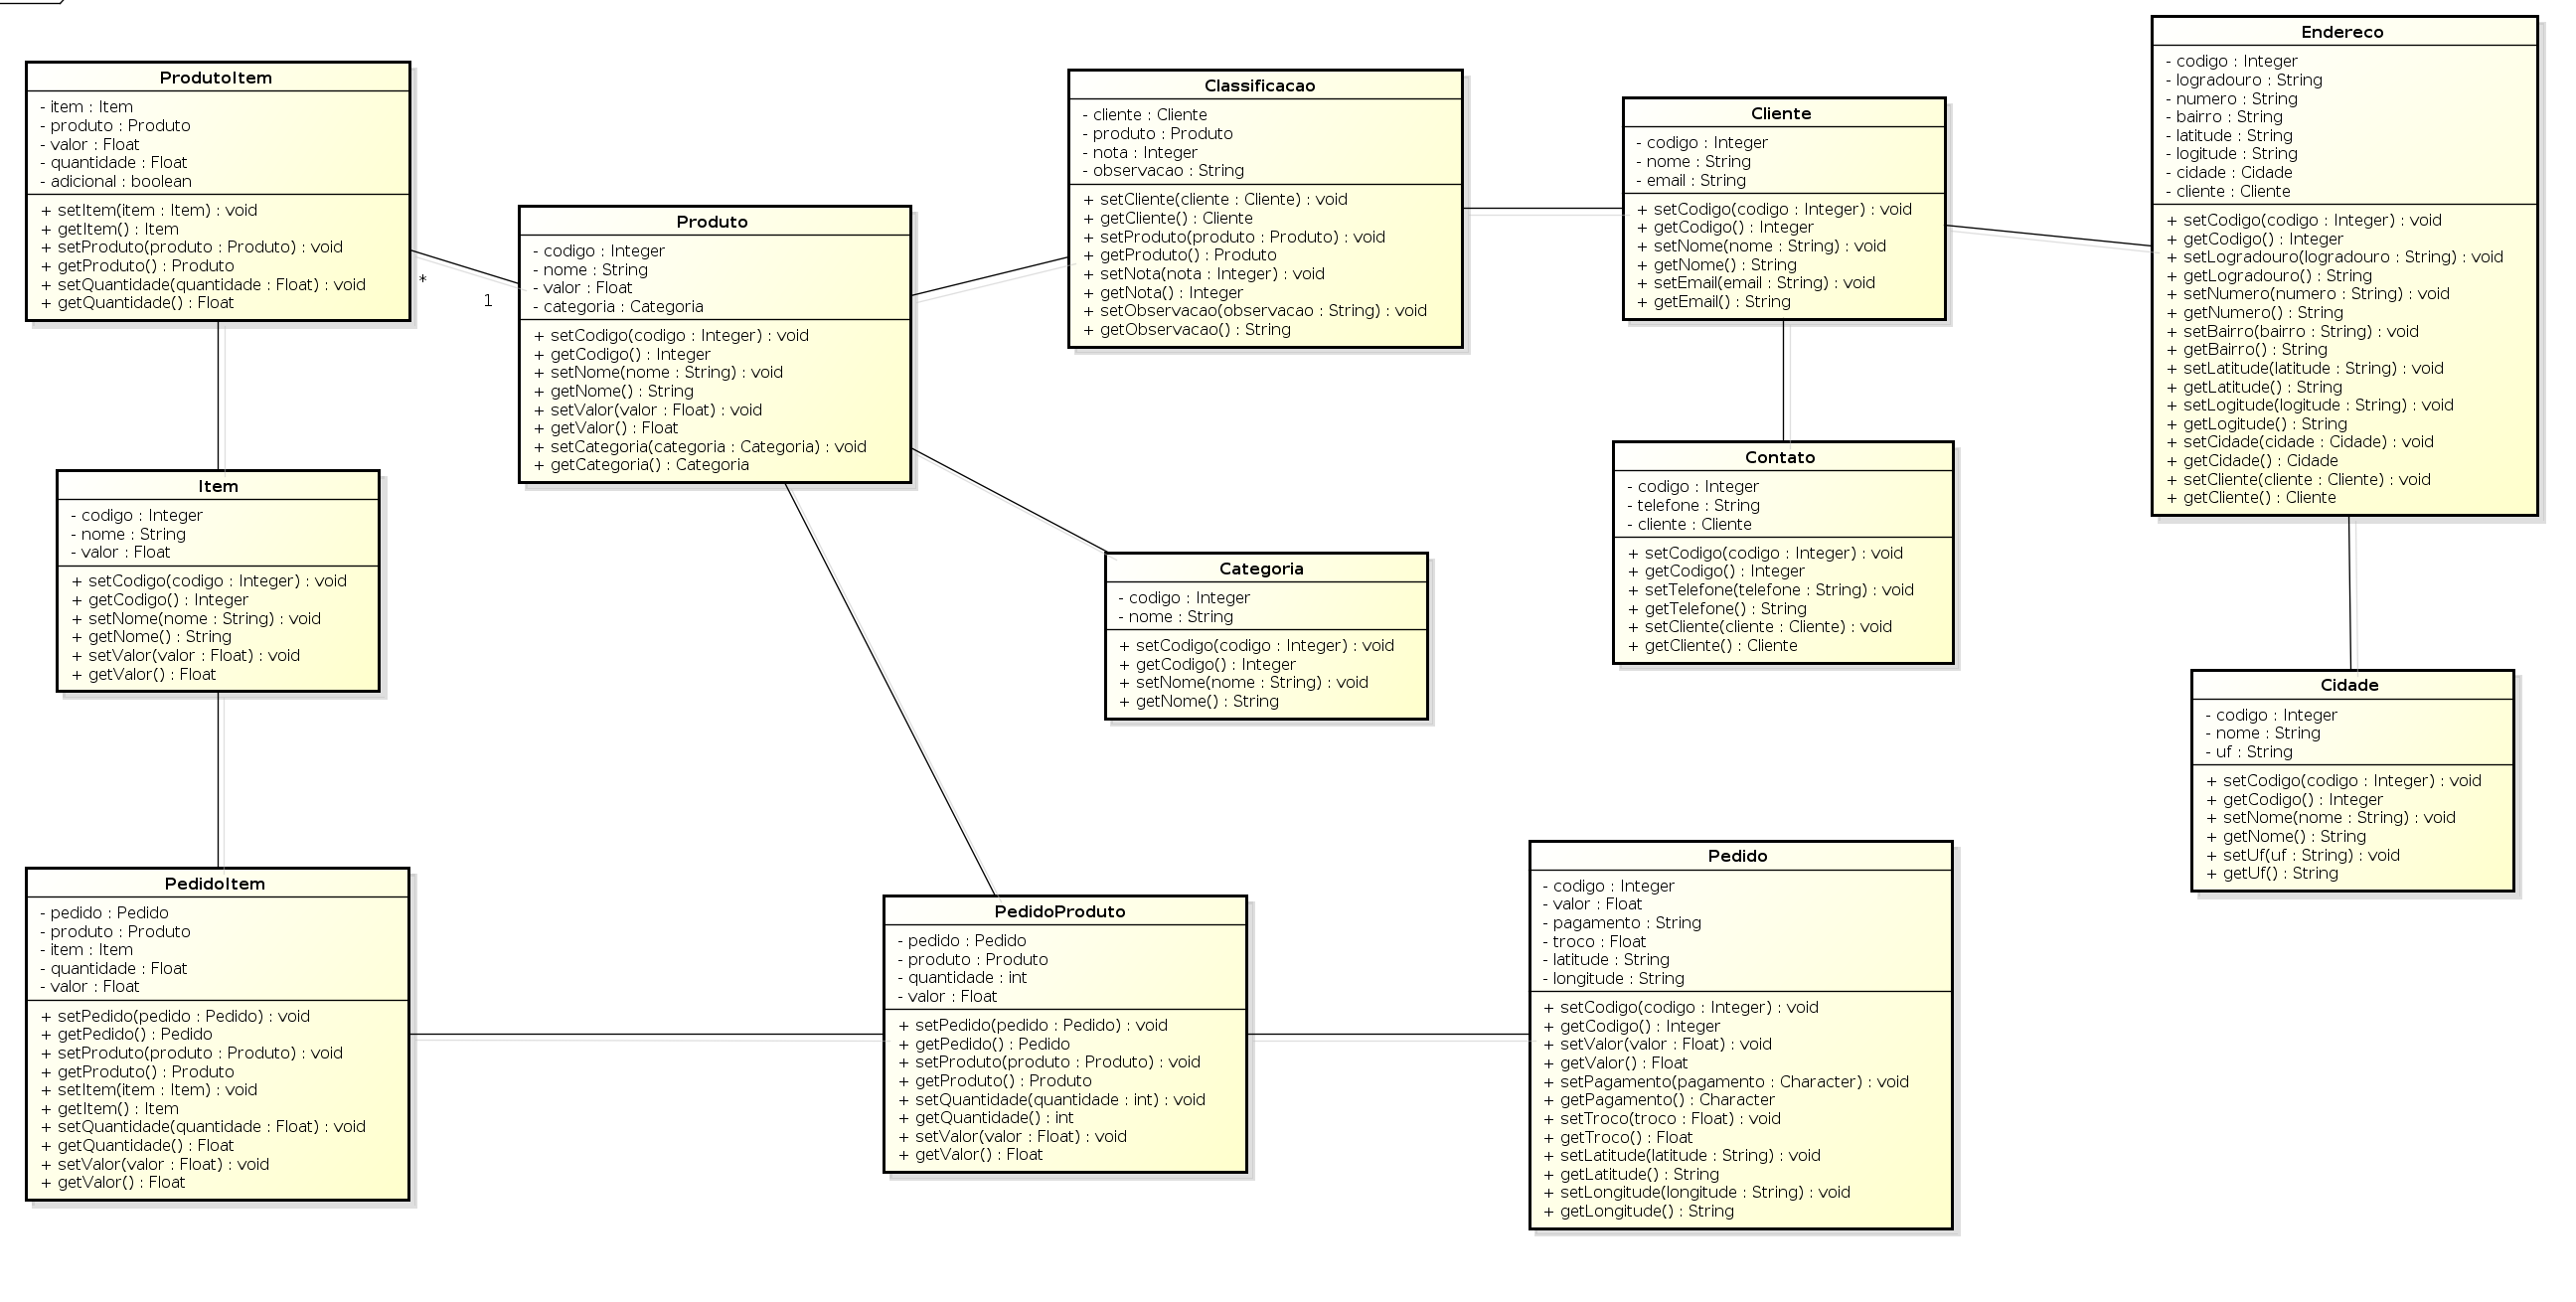 ProdutoItem
- item : Item
- produto : Produto
- valor : Float
- quantidade : Float
- adicional : boolean
+ setItem(item : Item) : void
+ getItem() : Item
+ setProduto(produto : Produto) : void
+ getProduto() : Produto
+ setQuantidade(quantidade : Float) : void
+ getQuantidade() : Float
*
1
Produto
- codigo : Integer
- nome : String
- valor : Float
- categoria : Categoria
+ setCodigo(codigo : Integer) : void
+ getCodigo() : Integer
+ setNome(nome : String) : void
+ getNome() : String
+ setValor(valor : Float) : void
+ getValor() : Float
+ setCategoria(categoria : Categoria) : void
+ getCategoria() : Categoria
Classificacao
- cliente : Cliente
- produto : Produto
- nota : Integer
- observacao : String
+ setCliente(cliente : Cliente) : void
+ getCliente() : Cliente
+ setProduto(produto : Produto) : void
+ getProduto() : Produto
+ setNota(nota : Integer) : void
+ getNota() : Integer
+ setObservacao(observacao : String) : void
+ getObservacao() : String
Cliente
- codigo : Integer
- nome : String
- email : String
+ setCodigo(codigo : Integer) : void
+ getCodigo() : Integer
+ setNome(nome : String) : void
+ getNome() : String
+ setEmail(email : String) : void
+ getEmail() : String
Endereco
- codigo : Integer
- logradouro : String
- numero : String
- bairro : String
- latitude : String
- logitude : String
- cidade : Cidade
- cliente : Cliente
+ setCodigo(codigo : Integer) : void
+ getCodigo() : Integer
+ setLogradouro(logradouro : String) : void
+ getLogradouro() : String
+ setNumero(numero : String) : void
+ getNumero() : String
+ setBairro(bairro : String) : void
+ getBairro() : String
+ setLatitude(latitude : String) : void
+ getLatitude() : String
+ setLogitude(logitude : String) : void
+ getLogitude() : String
+ setCidade(cidade : Cidade) : void
+ getCidade() : Cidade
+ setCliente(cliente : Cliente) : void
+ getCliente() : Cliente
Item
- codigo : Integer
- nome : String
- valor : Float
+ setCodigo(codigo : Integer) : void
+ getCodigo() : Integer
+ setNome(nome : String) : void
+ getNome() : String
+ setValor(valor : Float) : void
+ getValor() : Float
Categoria
- codigo : Integer
- nome : String
+ setCodigo(codigo : Integer) : void
+ getCodigo() : Integer
+ setNome(nome : String) : void
+ getNome() : String
Contato
- codigo : Integer
- telefone : String
- cliente : Cliente
+ setCodigo(codigo : Integer) : void
+ getCodigo() : Integer
+ setTelefone(telefone : String) : void
+ getTelefone() : String
+ setCliente(cliente : Cliente) : void
+ getCliente() : Cliente
Cidade
- codigo : Integer
- nome : String
- uf : String
+ setCodigo(codigo : Integer) : void
+ getCodigo() : Integer
+ setNome(nome : String) : void
+ getNome() : String
+ setUf(uf : String) : void
+ getUf() : String
PedidoItem
- pedido : Pedido
- produto : Produto
- item : Item
- quantidade : Float
- valor : Float
+ setPedido(pedido : Pedido) : void
+ getPedido() : Pedido
+ setProduto(produto : Produto) : void
+ getProduto() : Produto
+ setItem(item : Item) : void
+ getItem() : Item
+ setQuantidade(quantidade : Float) : void
+ getQuantidade() : Float
+ setValor(valor : Float) : void
+ getValor() : Float
PedidoProduto
- pedido : Pedido
- produto : Produto
- quantidade : int
- valor : Float
+ setPedido(pedido : Pedido) : void
+ getPedido() : Pedido
+ setProduto(produto : Produto) : void
+ getProduto() : Produto
+ setQuantidade(quantidade : int) : void
+ getQuantidade() : int
+ setValor(valor : Float) : void
+ getValor() : Float
Pedido
- codigo : Integer
- valor : Float
- pagamento : String
- troco : Float
- latitude : String
- longitude : String
+ setCodigo(codigo : Integer) : void
+ getCodigo() : Integer
+ setValor(valor : Float) : void
+ getValor() : Float
+ setPagamento(pagamento : Character) : void
+ getPagamento() : Character
+ setTroco(troco : Float) : void
+ getTroco() : Float
+ setLatitude(latitude : String) : void
+ getLatitude() : String
+ setLongitude(longitude : String) : void
+ getLongitude() : String